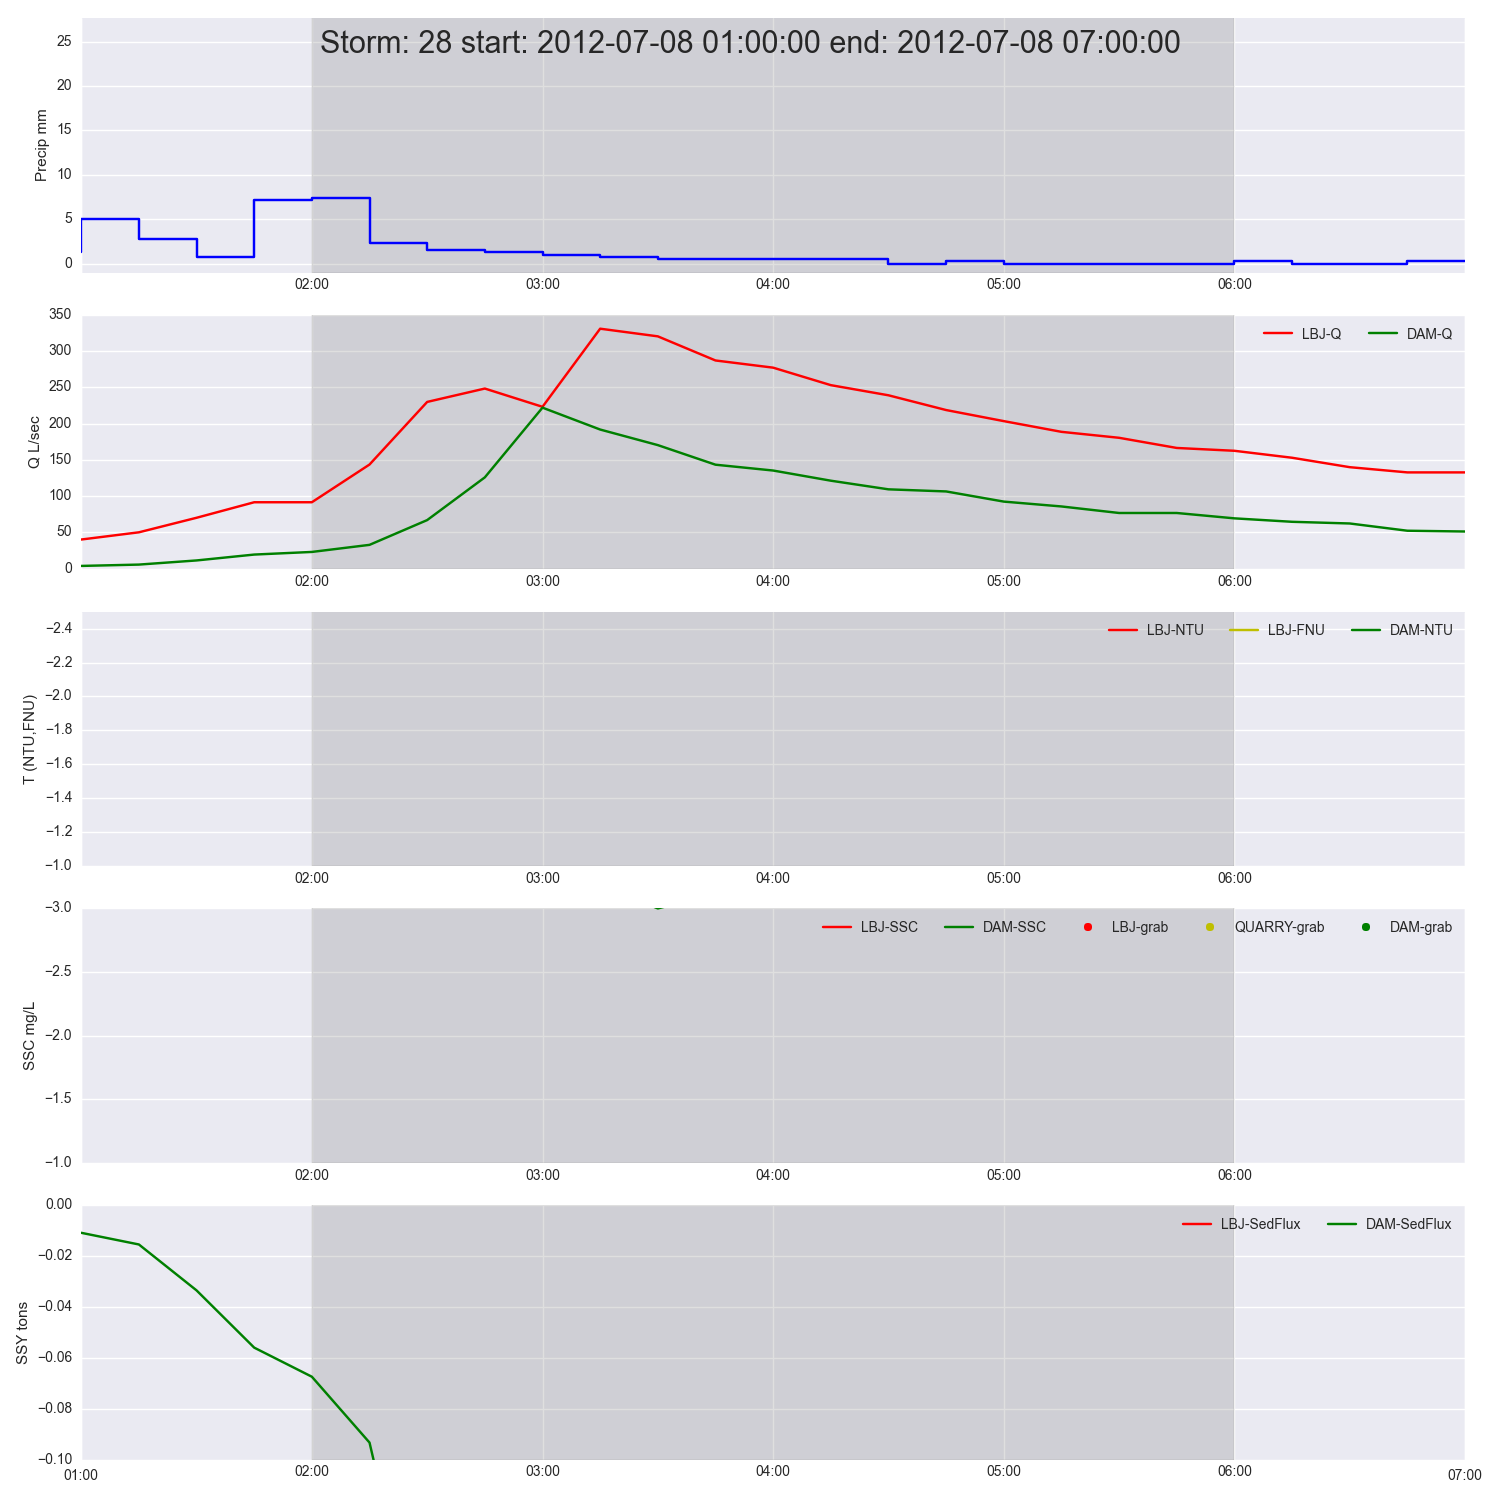 Storm: 28 start: 2012-07-08 01:00:00 end: 2012-07-08 07:00:00
Precip mm
25
20
15
10
5
0
02:00 03:00 04:00 05:00 06:00
Q L/sec
350
300
250
200
150
100
50
0
LBJ-Q DAM-Q
02:00 03:00 04:00 05:00 06:00
T (NTU,FNU)
−2.4
−2.2
−2.0
−1.8
−1.6
−1.4
−1.2
−1.0
LBJ-NTU LBJ-FNU DAM-NTU
02:00 03:00 04:00 05:00 06:00
SSC mg/L
−3.0
−2.5
−2.0
−1.5
−1.0
LBJ-SSC DAM-SSC LBJ-grab QUARRY-grab DAM-grab
02:00 03:00 04:00 05:00 06:00
SSY tons
0.00
−0.02
−0.04
−0.06
−0.08
−0.10
LBJ-SedFlux DAM-SedFlux
01:00 02:00 03:00 04:00 05:00 06:00 07:00